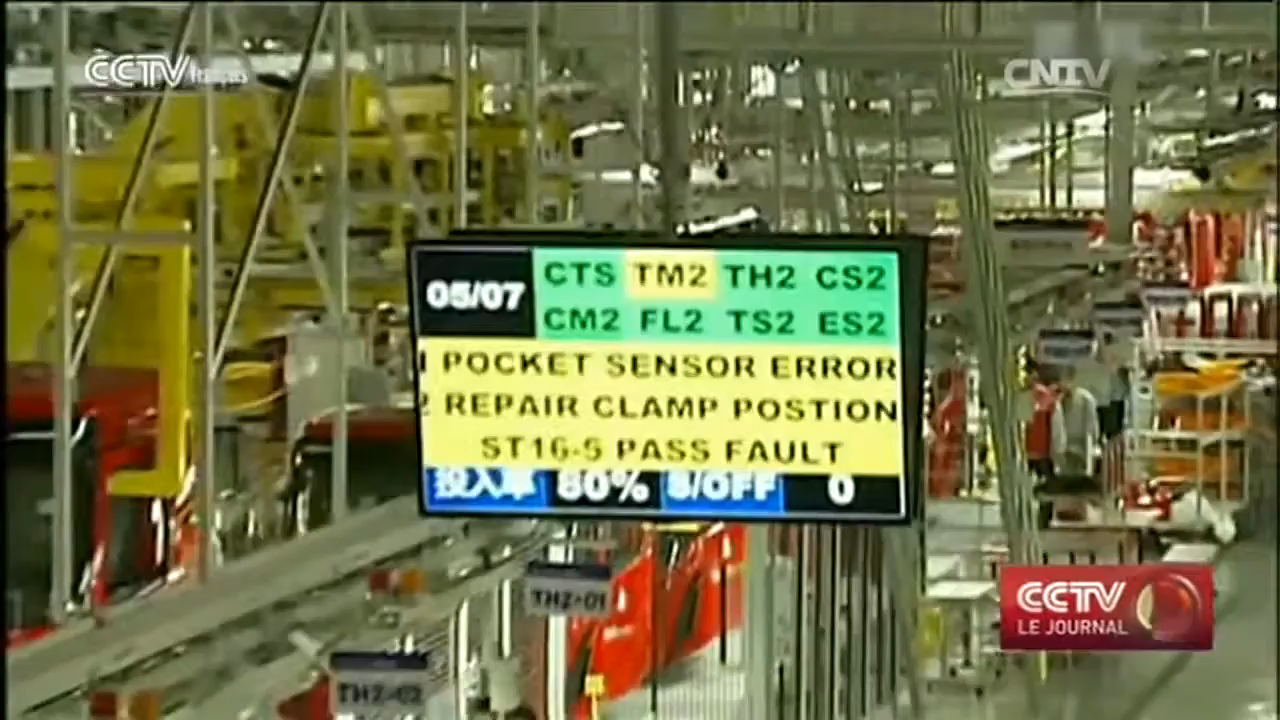 CCTV français
CNTV
05/07
CTS TM2 TH2 CS2
CM2 FL2 TS2 ES2
POCKET SENSOR ERROR
REPAIR CLAMP POSTION
ST16-5 PASS FAULT
投入率 80% S/OFF 0
TH2-01
TH2-02
CCTV
LE JOURNAL